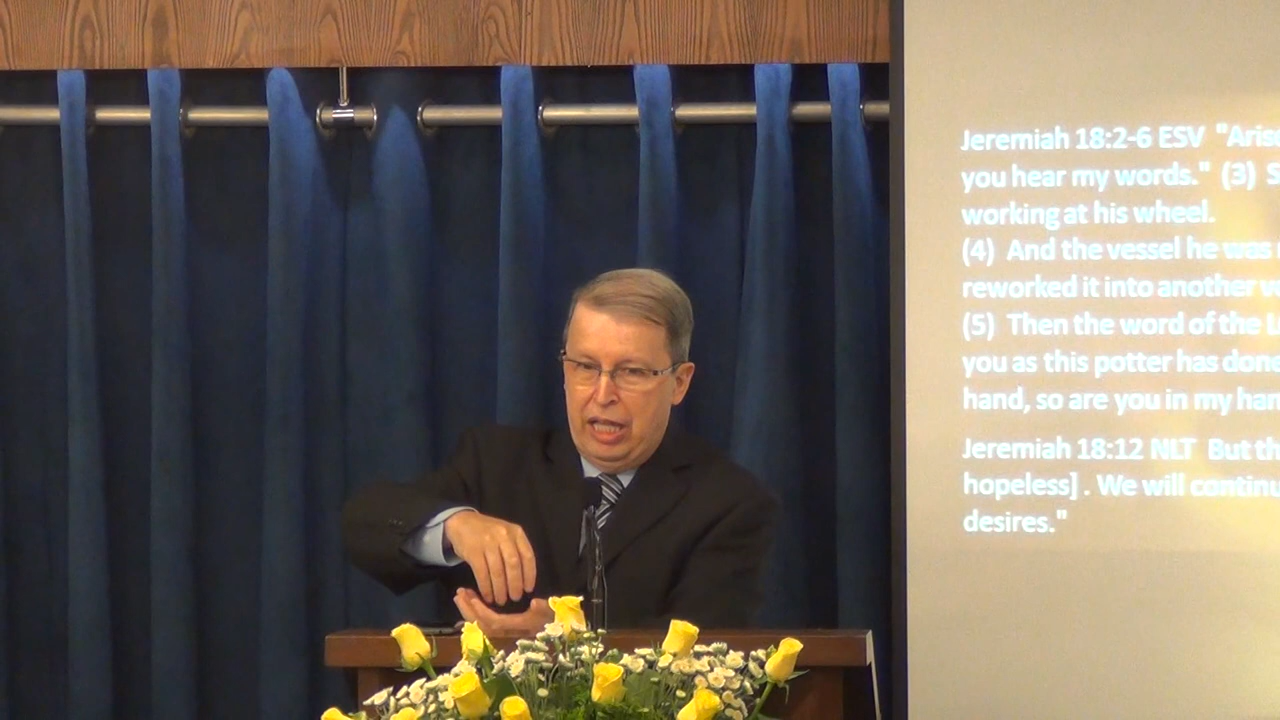 Jeremiah 18:2-6 ESV "Aris
you hear my words." (3) S
working at his wheel.
(4) And the vessel he was
reworked it into another v
(5) Then the word of the L
you as this potter has done
hand, so are you in my han
Jeremiah 18:12 NLT But th
hopeless] . We will continu
desires."